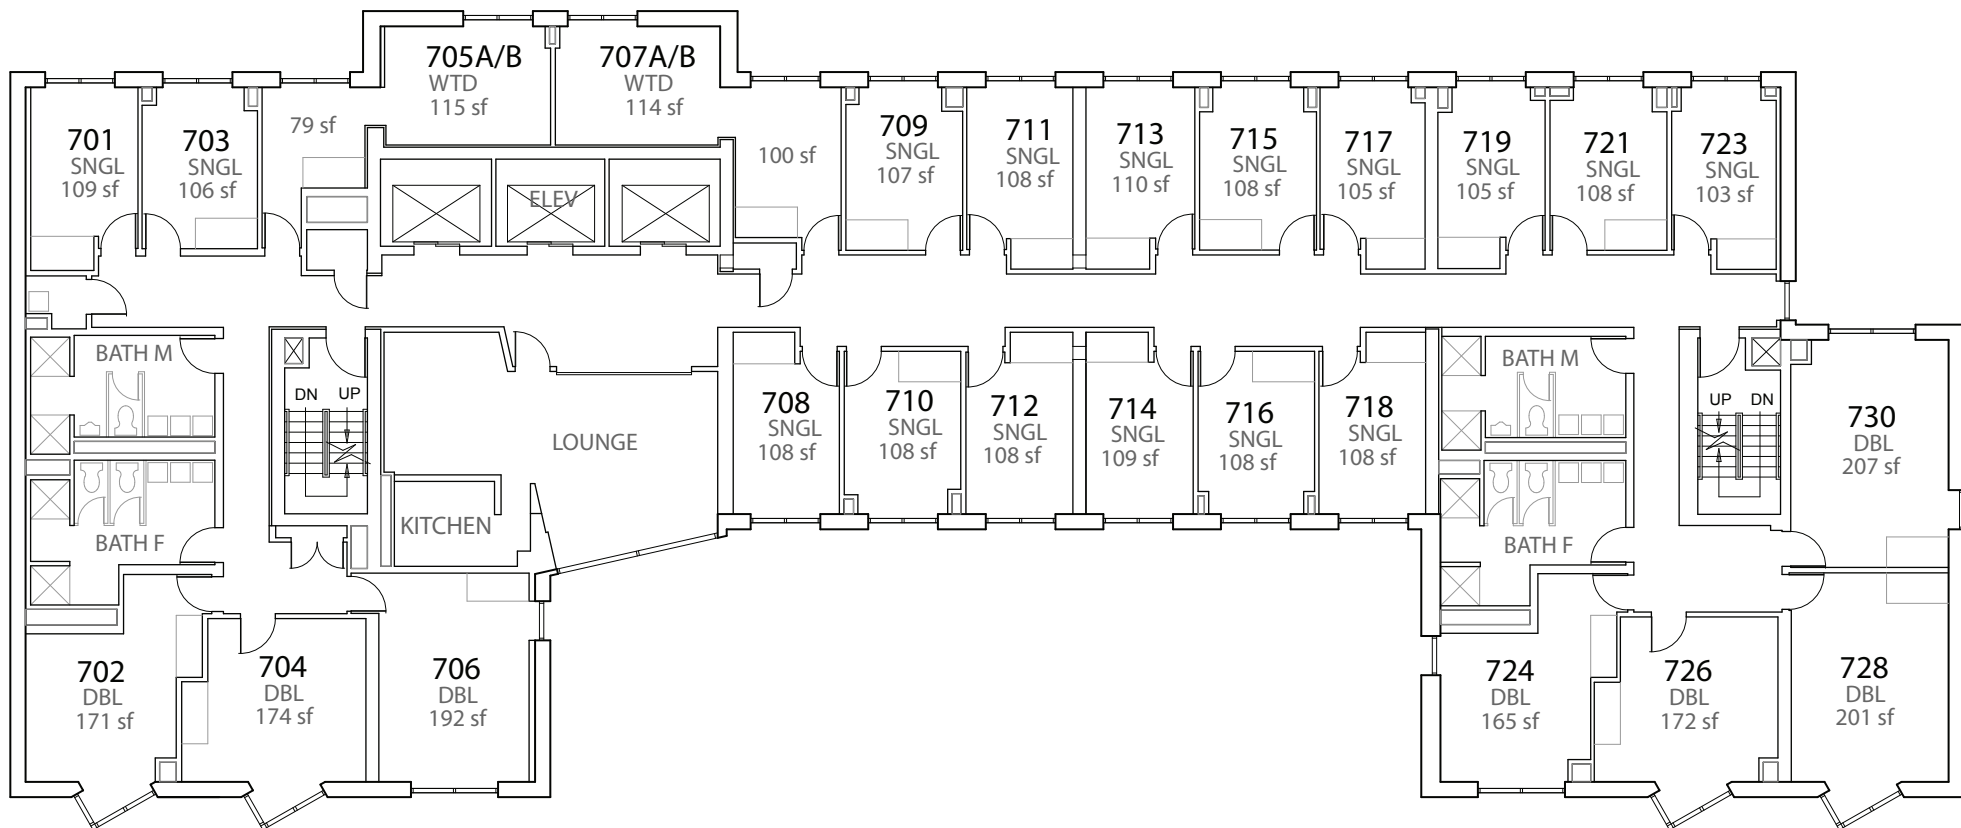 705A/B
WTD
115 sf
707A/B
WTD
114 sf
701
SNGL
109 sf
703
SNGL
106 sf
79 sf
100 sf
709
SNGL
107 sf
711
SNGL
108 sf
713
SNGL
110 sf
715
SNGL
108 sf
717
SNGL
105 sf
719
SNGL
105 sf
721
SNGL
108 sf
723
SNGL
103 sf
ELEV
BATH M
DN UP
BATH F
LOUNGE
KITCHEN
708
SNGL
108 sf
710
SNGL
108 sf
712
SNGL
108 sf
714
SNGL
109 sf
716
SNGL
108 sf
718
SNGL
108 sf
BATH M
UP DN
BATH F
730
DBL
207 sf
702
DBL
171 sf
704
DBL
174 sf
706
DBL
192 sf
724
DBL
165 sf
726
DBL
172 sf
728
DBL
201 sf